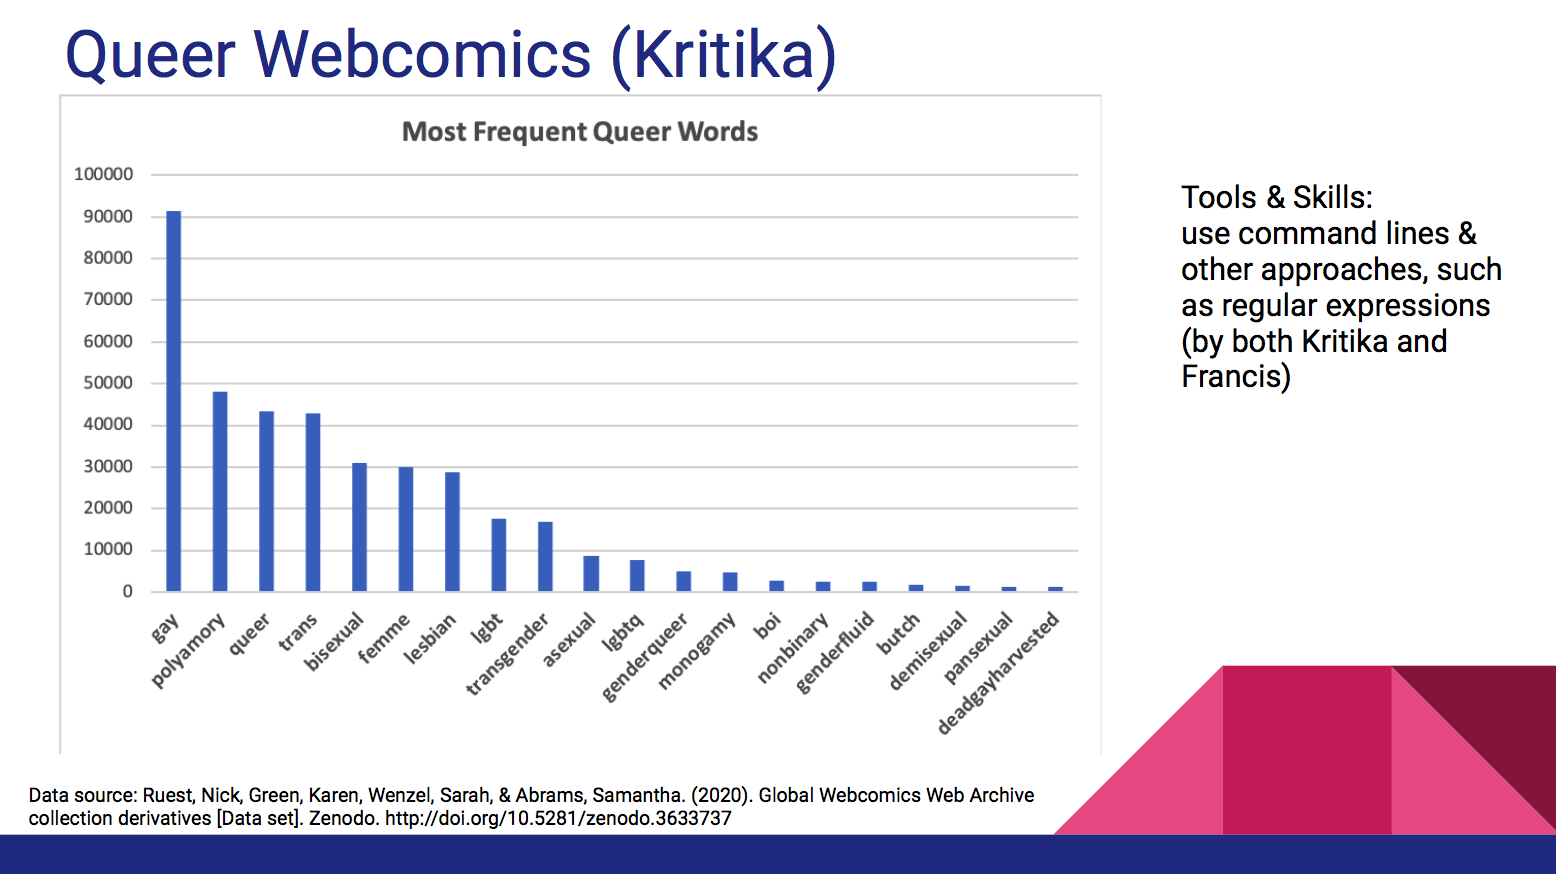 Queer Webcomics (Kritika)
Most Frequent Queer Words
100000
90000
80000
70000
60000
50000
40000
30000
20000
10000
0
gay
polyamory
queer
trans
bisexual
femme
lesbian
lgbt
transgender
asexual
lgbtq
genderqueer
monogamy
boi
nonbinary
genderfluid
butch
demisexual
pansexual
deadgayharvested
Tools & Skills:
use command lines &
other approaches, such
as regular expressions
(by both Kritika and
Francis)
Data source: Ruest, Nick, Green, Karen, Wenzel, Sarah, & Abrams, Samantha. (2020). Global Webcomics Web Archive
collection derivatives [Data set]. Zenodo. http://doi.org/10.5281/zenodo.3633737